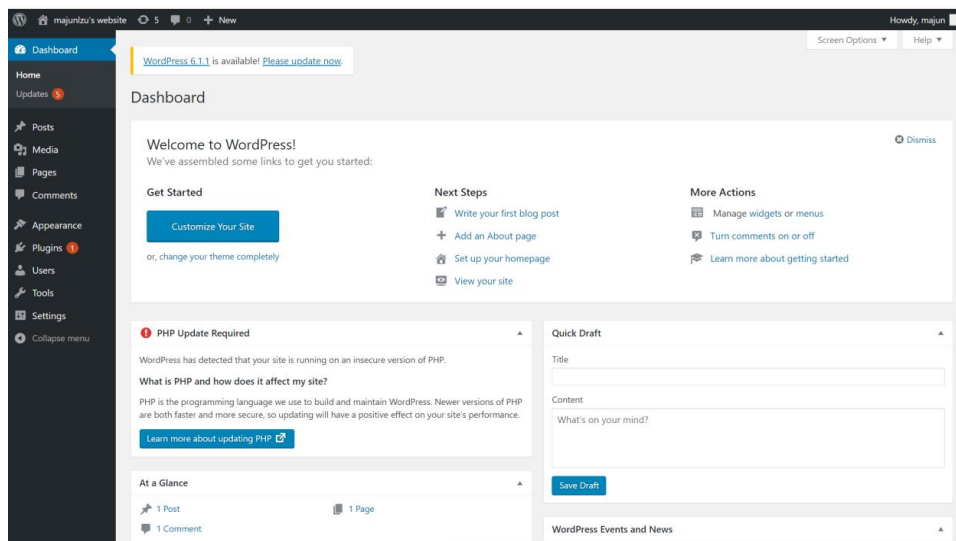 majunlzu's website 5 0 + New Howdy, majun
Screen Options Help
Dashboard
Home
Updates 5
Posts
Media
Pages
Comments
Appearance
Plugins 1
Users
Tools
Settings
Collapse menu
WordPress 6.1.1 is available! Please update now.
Dashboard
Welcome to WordPress!
We've assembled some links to get you started:
Dismiss
Get Started
Customize Your Site
or, change your theme completely
Next Steps
Write your first blog post
Add an About page
Set up your homepage
View your site
More Actions
Manage widgets or menus
Turn comments on or off
Learn more about getting started
PHP Update Required
WordPress has detected that your site is running on an insecure version of PHP.
What is PHP and how does it affect my site?
PHP is the programming language we use to build and maintain WordPress. Newer versions of PHP
are both faster and more secure, so updating will have a positive effect on your site's performance.
Learn more about updating PHP
At a Glance
1 Post
1 Page
1 Comment
Quick Draft
Title
Content
What's on your mind?
Save Draft
WordPress Events and News